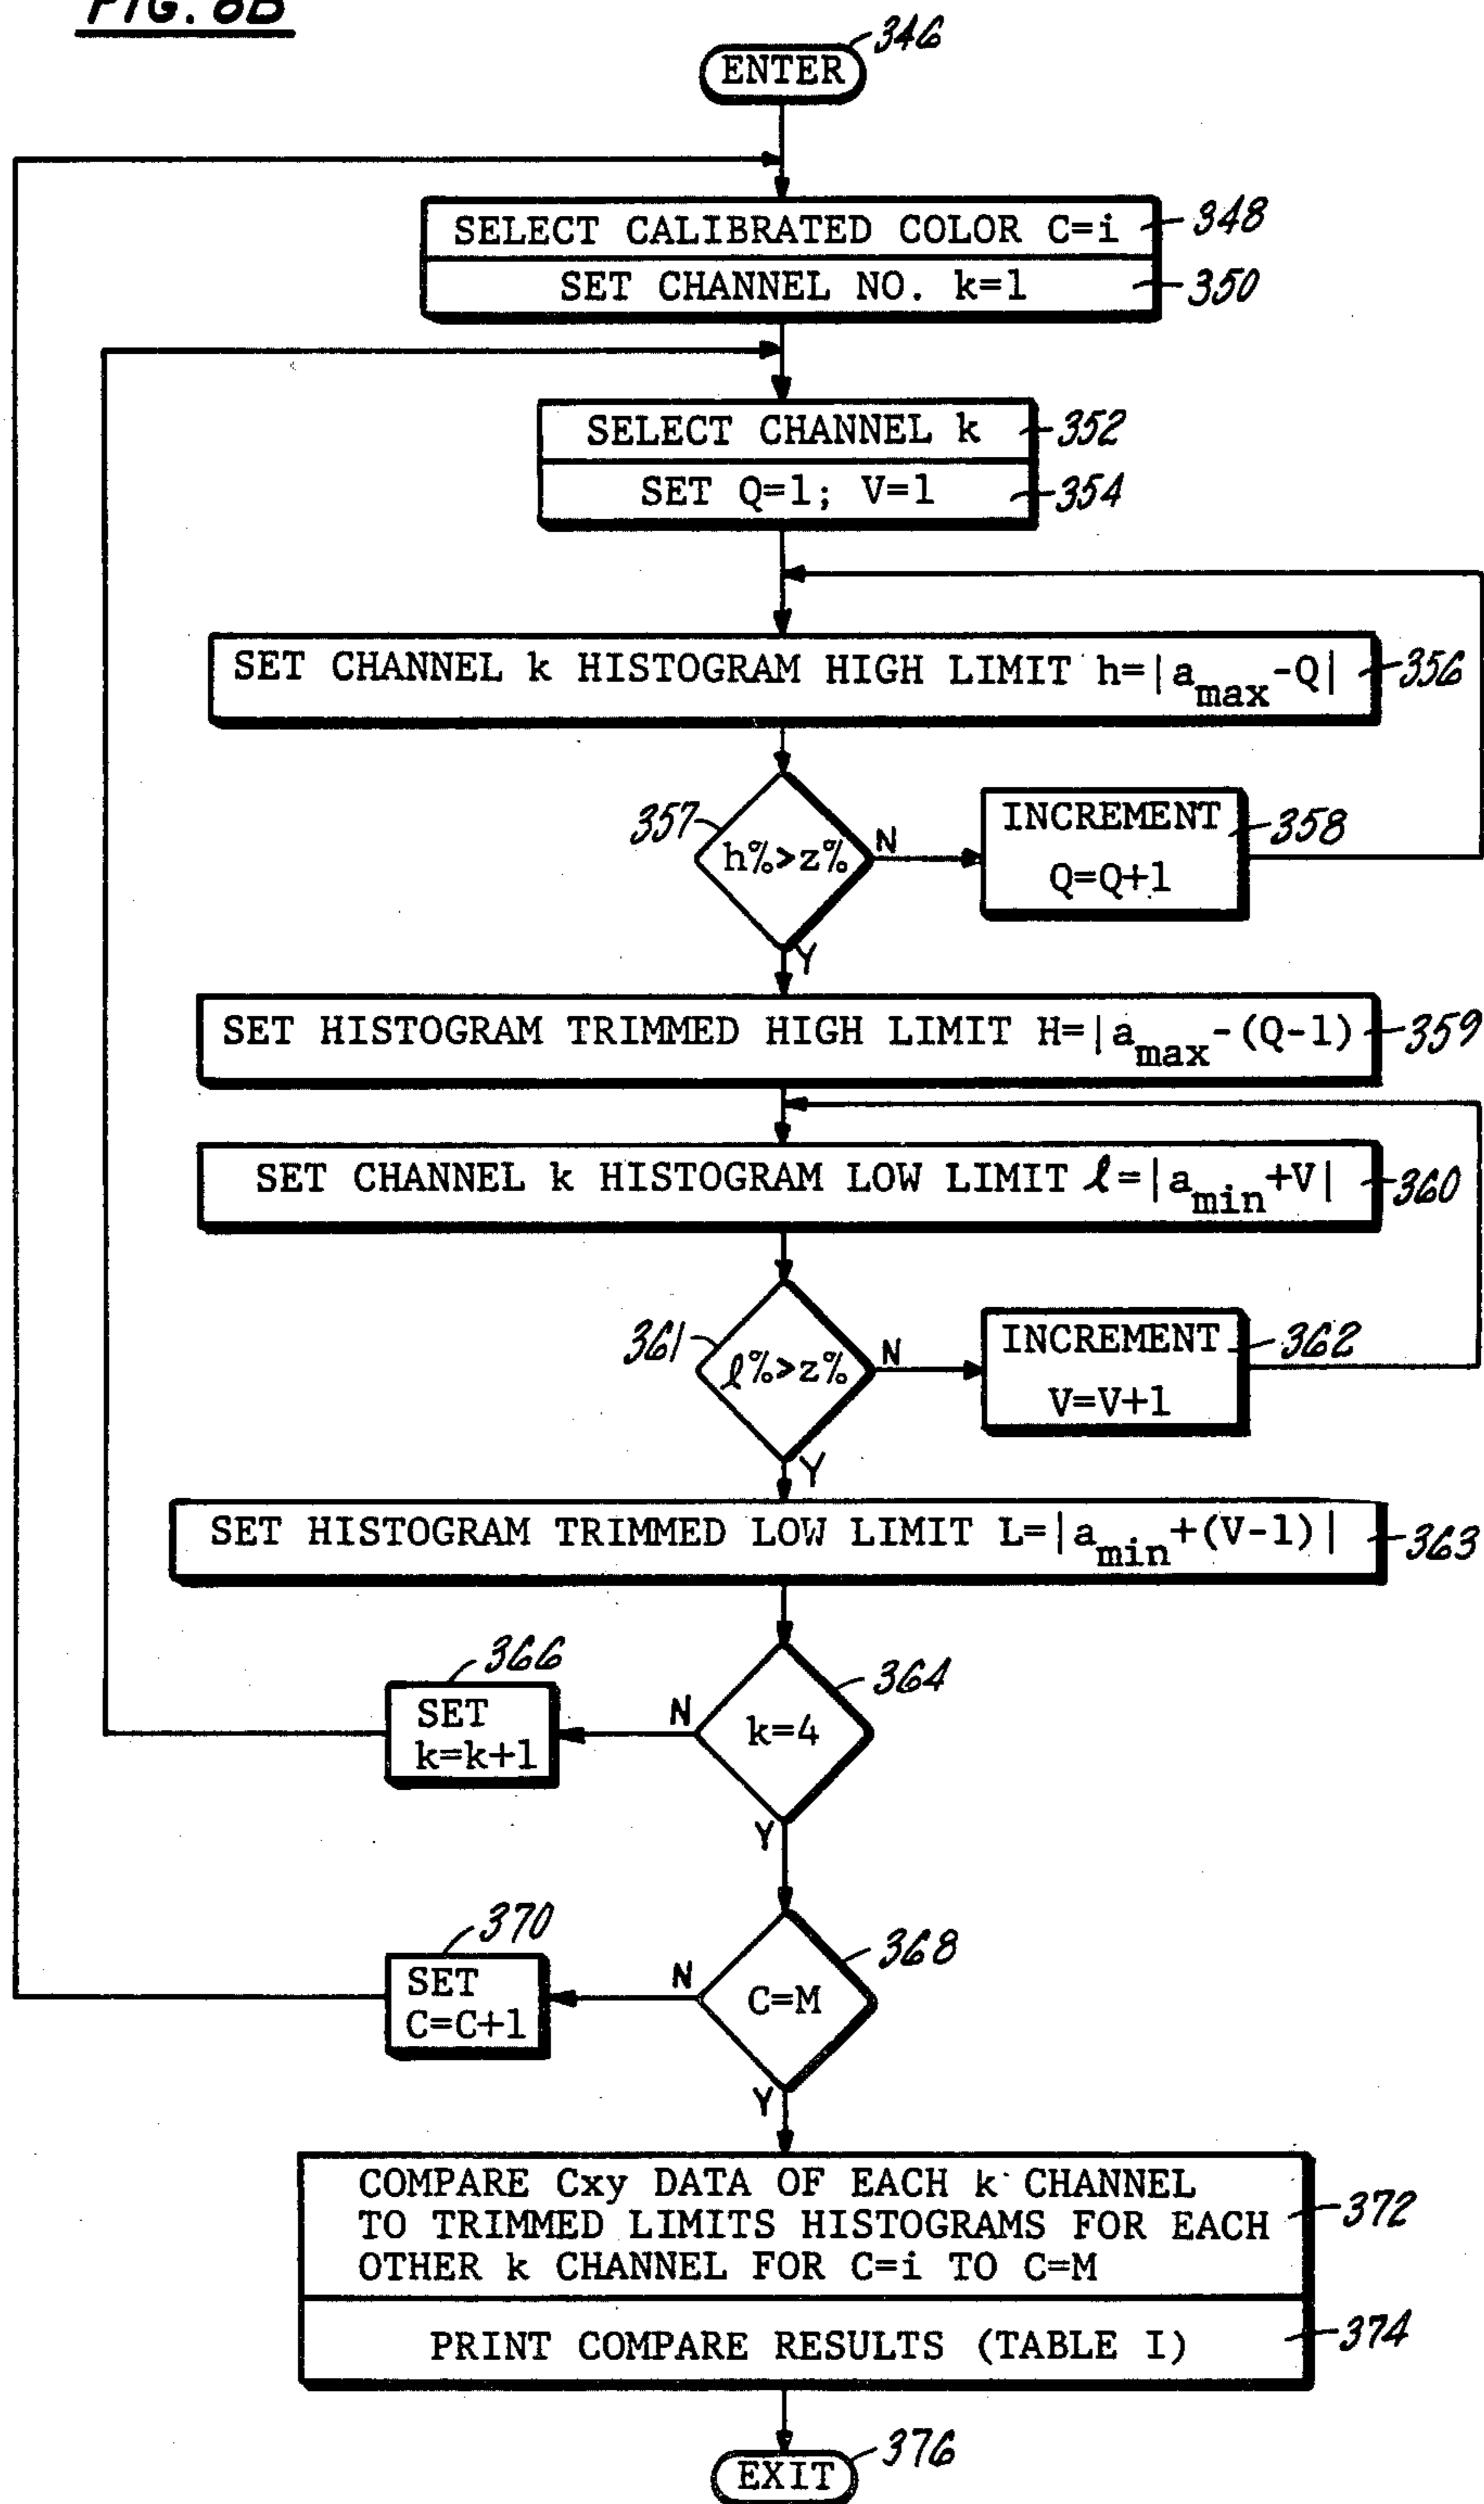 FIG. 6B
346
ENTER
SELECT CALIBRATED COLOR C=i
348
SET CHANNEL NO. k=1
350
SELECT CHANNEL k
352
SET Q=1; V=1
354
SET CHANNEL k HISTOGRAM HIGH LIMIT h=|amax-Q|
356
357
h%>z%
N
INCREMENT
Q=Q+1
358
Y
SET HISTOGRAM TRIMMED HIGH LIMIT H=|amax-(Q-1)
359
SET CHANNEL k HISTOGRAM LOW LIMIT ℓ=|amin+V|
360
361
ℓ%>z%
N
INCREMENT
V=V+1
362
Y
SET HISTOGRAM TRIMMED LOW LIMIT L=|amin+(V-1)|
363
366
SET
k=k+1
N
k=4
364
Y
370
SET
C=C+1
N
C=M
368
Y
COMPARE Cxy DATA OF EACH k CHANNEL
TO TRIMMED LIMITS HISTOGRAMS FOR EACH
OTHER k CHANNEL FOR C=i TO C=M
372
PRINT COMPARE RESULTS (TABLE I)
374
EXIT
376